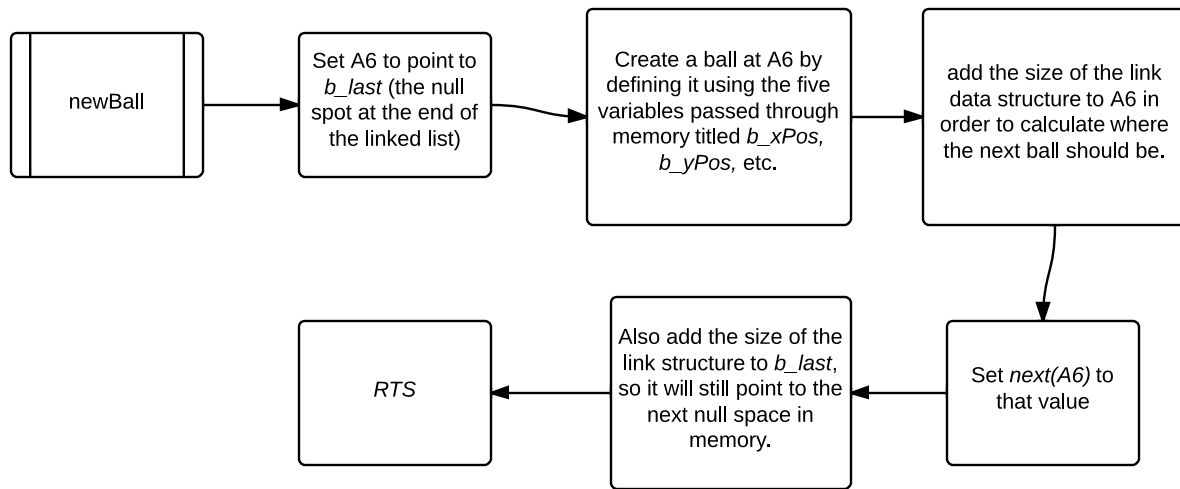 newBall
Set A6 to point to
b_last (the null
spot at the end of
the linked list)
Create a ball at A6 by
defining it using the five
variables passed through
memory titled b_xPos,
b_yPos, etc.
add the size of the link
data structure to A6 in
order to calculate where
the next ball should be.
Set next(A6) to
that value
Also add the size of the
link structure to b_last,
so it will still point to the
next null space in
memory.
RTS